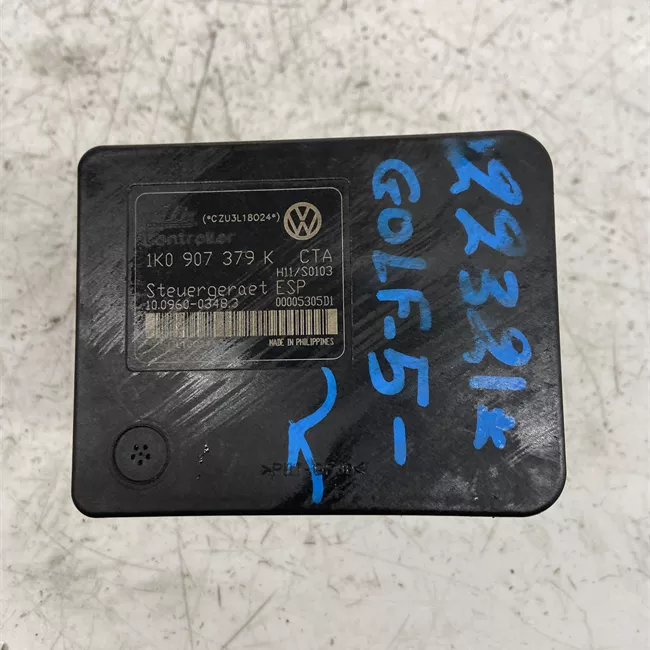 (*CZU3L18024*)
Controller
1K0 907 379 K CTA
H11/S0103
Steuergeraet ESP
10.0960-0348.3 00005305D1
MADE IN PHILIPPINES
GOLF-5-
22321*